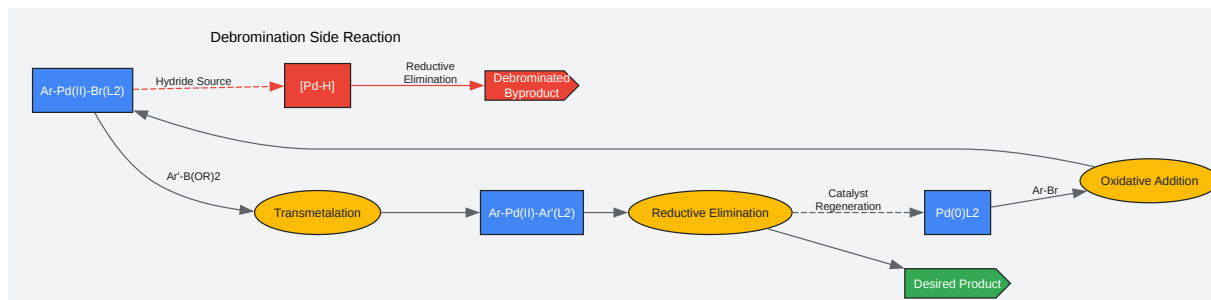 Debromination Side Reaction
Ar-Pd(II)-Br(L2)
Hydride Source
[Pd-H]
Reductive
Elimination
Debrominated
Byproduct
Ar'-B(OR)2
Transmetalation
Ar-Pd(II)-Ar'(L2)
Reductive Elimination
Catalyst
Regeneration
Pd(0)L2
Ar-Br
Oxidative Addition
Desired Product